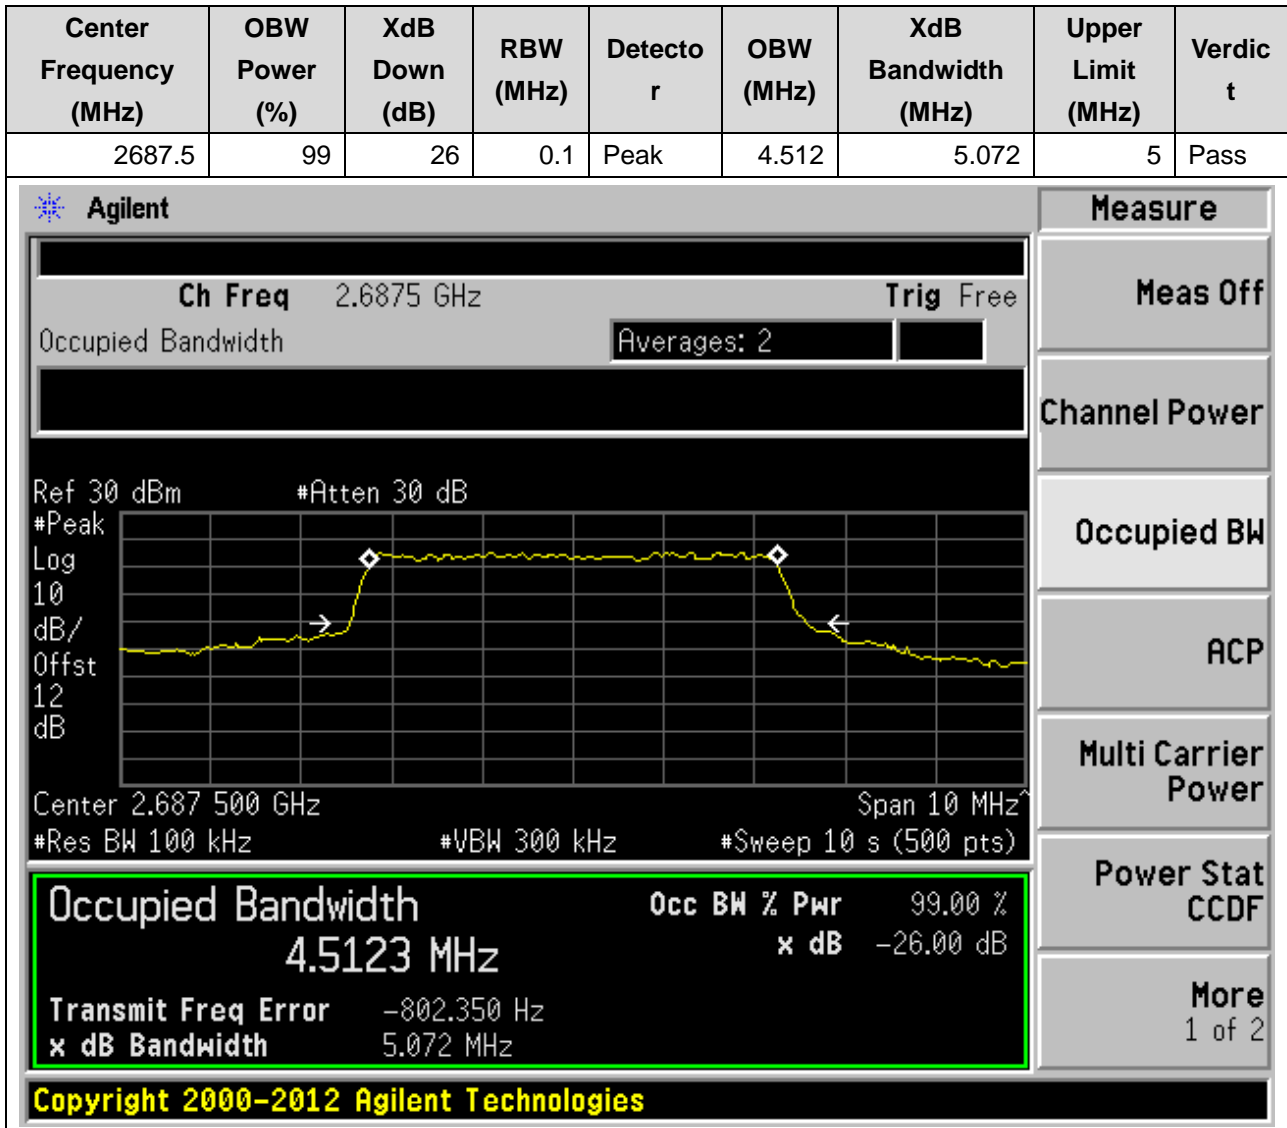 Center Frequency (MHz) OBW Power (%) XdB Down (dB) RBW (MHz) Detecto r OBW (MHz) XdB Bandwidth (MHz) Upper Limit (MHz) Verdic t
2687.5 99 26 0.1 Peak 4.512 5.072 5 Pass
Agilent
Measure
Ch Freq 2.6875 GHz Trig Free
Occupied Bandwidth Averages: 2
Meas Off
Channel Power
Occupied BW
ACP
Multi Carrier
Power
Power Stat
CCDF
More
1 of 2
Ref 30 dBm #Atten 30 dB
#Peak
Log
10
dB/
Offst
12
dB
Center 2.687 500 GHz Span 10 MHz^
#Res BW 100 kHz #VBW 300 kHz #Sweep 10 s (500 pts)
Occupied Bandwidth Occ BW % Pwr 99.00 %
4.5123 MHz x dB -26.00 dB
Transmit Freq Error -802.350 Hz
x dB Bandwidth 5.072 MHz
Copyright 2000-2012 Agilent Technologies